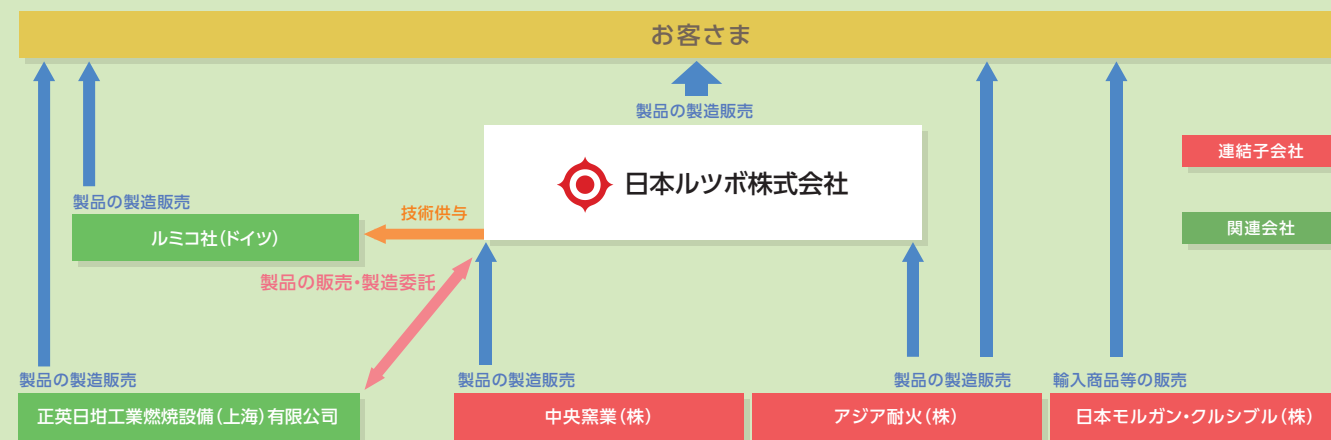 お客さま
製品の製造販売
日本ルツボ株式会社
連結子会社
関連会社
製品の製造販売
ルミコ社(ドイツ)
技術供与
製品の販売・製造委託
製品の製造販売
正英日坩工業燃焼設備(上海)有限公司
製品の製造販売
中央窯業(株)
製品の製造販売
アジア耐火(株)
輸入商品等の販売
日本モルガン・クルシブル(株)